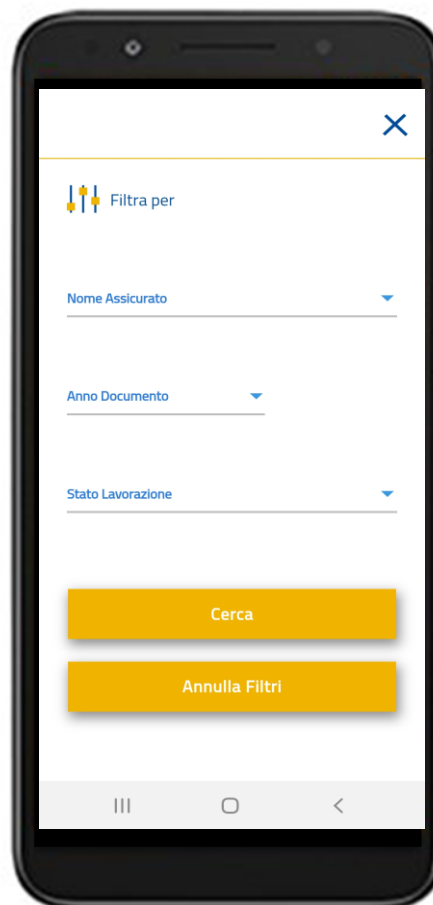 Filtra per
Nome Assicurato
Anno Documento
Stato Lavorazione
Cerca
Annulla Filtri